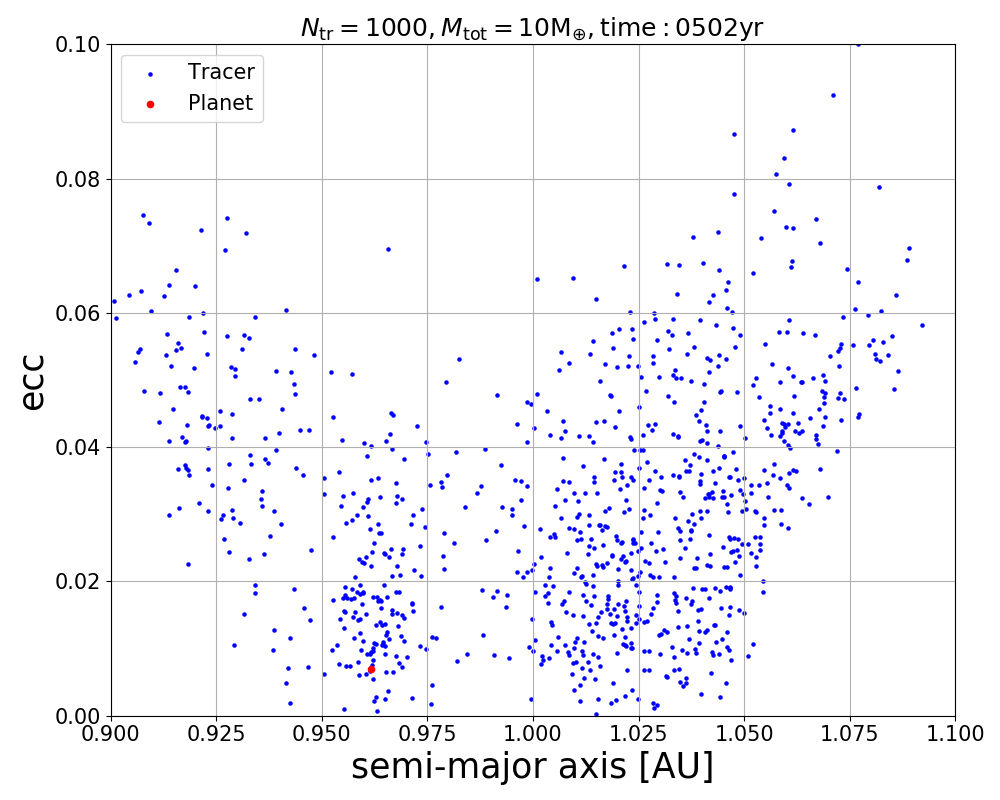 N_tr = 1000, M_tot = 10M_⊕, time : 0502yr
Tracer
Planet
ecc
0.10
0.08
0.06
0.04
0.02
0.00
0.900 0.925 0.950 0.975 1.000 1.025 1.050 1.075 1.100
semi-major axis [AU]